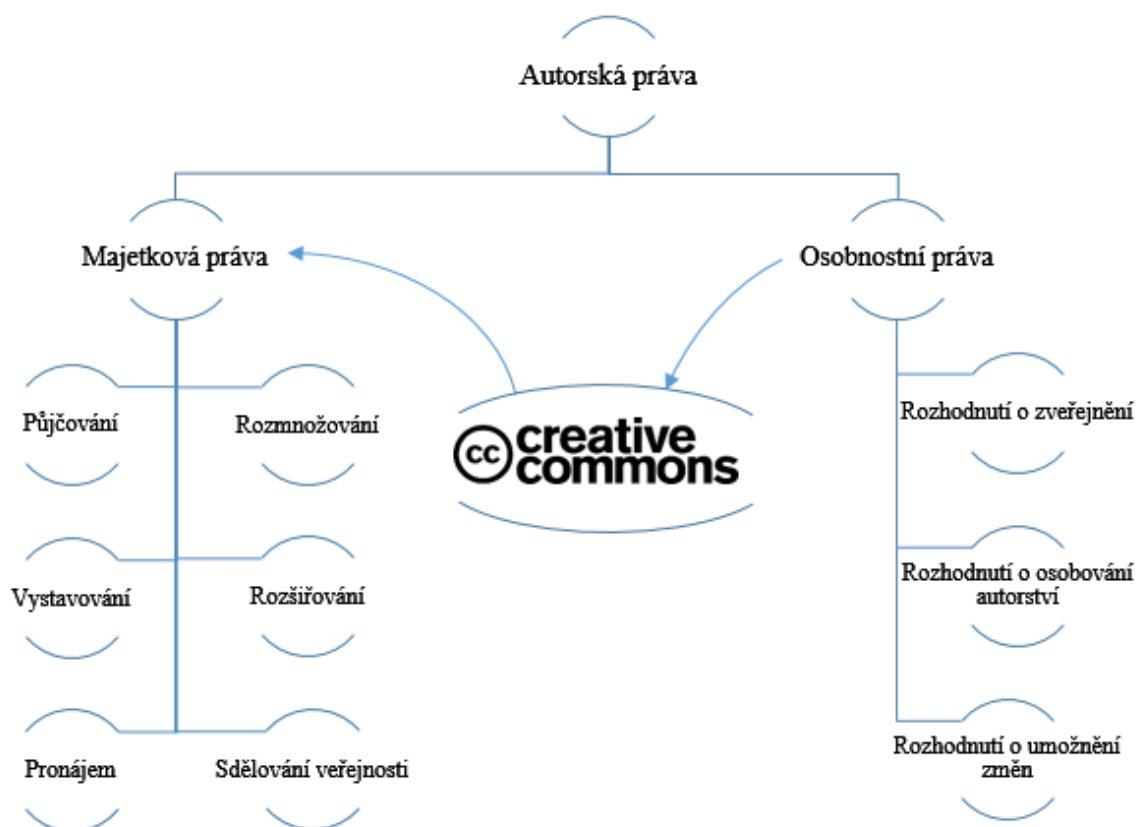 Autorská práva
Majetková práva
Osobnostní práva
Půjčování
Rozmnožování
cc creative
commons
Rozhodnutí o zveřejnění
Vystavování
Rozšiřování
Rozhodnutí o osobování
autorství
Pronájem
Sdělování veřejnosti
Rozhodnutí o umožnění
změn